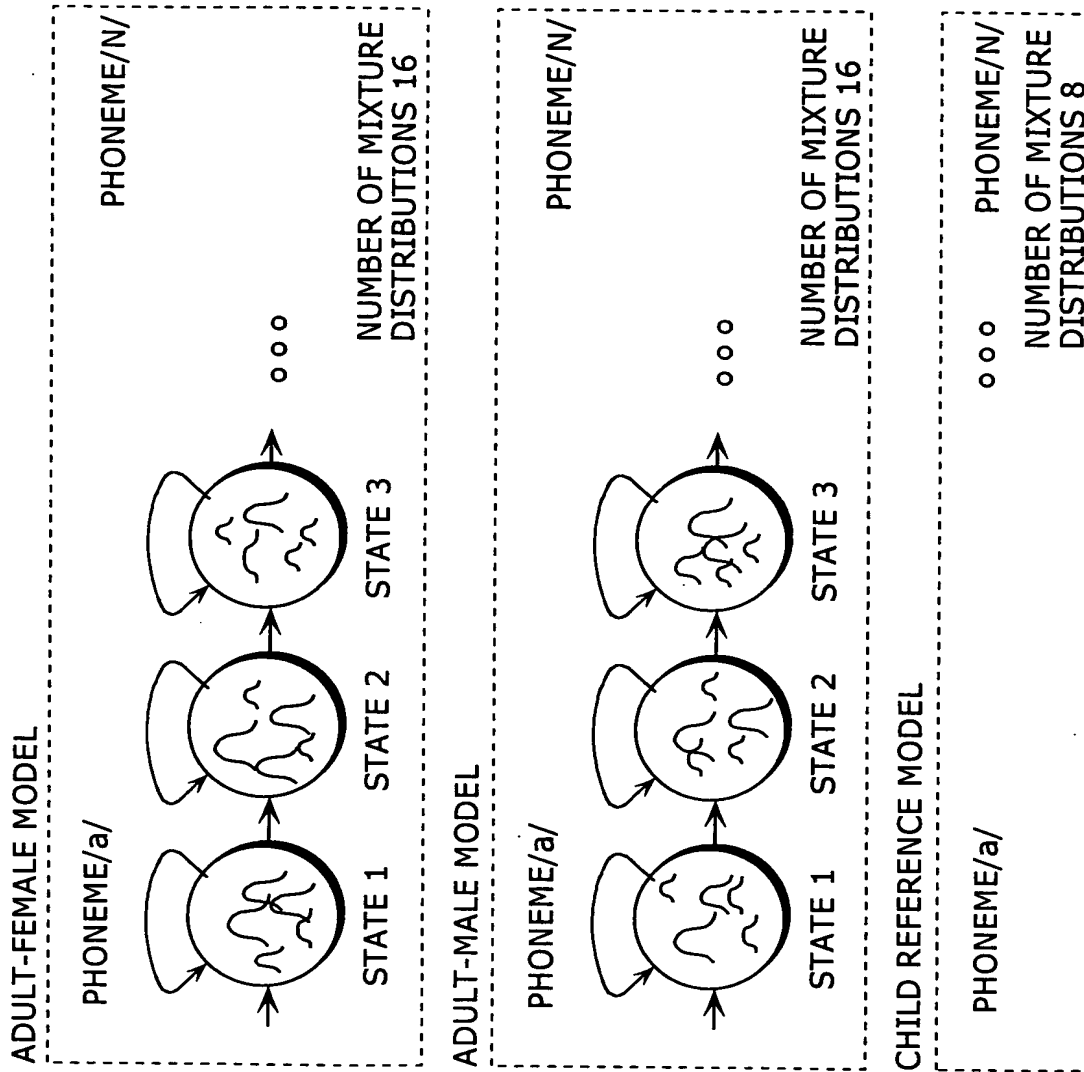 ADULT-FEMALE MODEL
PHONEME/a/
PHONEME/N/
STATE 1
STATE 2
STATE 3
NUMBER OF MIXTURE
DISTRIBUTIONS 16
ADULT-MALE MODEL
PHONEME/a/
PHONEME/N/
STATE 1
STATE 2
STATE 3
NUMBER OF MIXTURE
DISTRIBUTIONS 16
CHILD REFERENCE MODEL
PHONEME/a/
PHONEME/N/
NUMBER OF MIXTURE
DISTRIBUTIONS 8